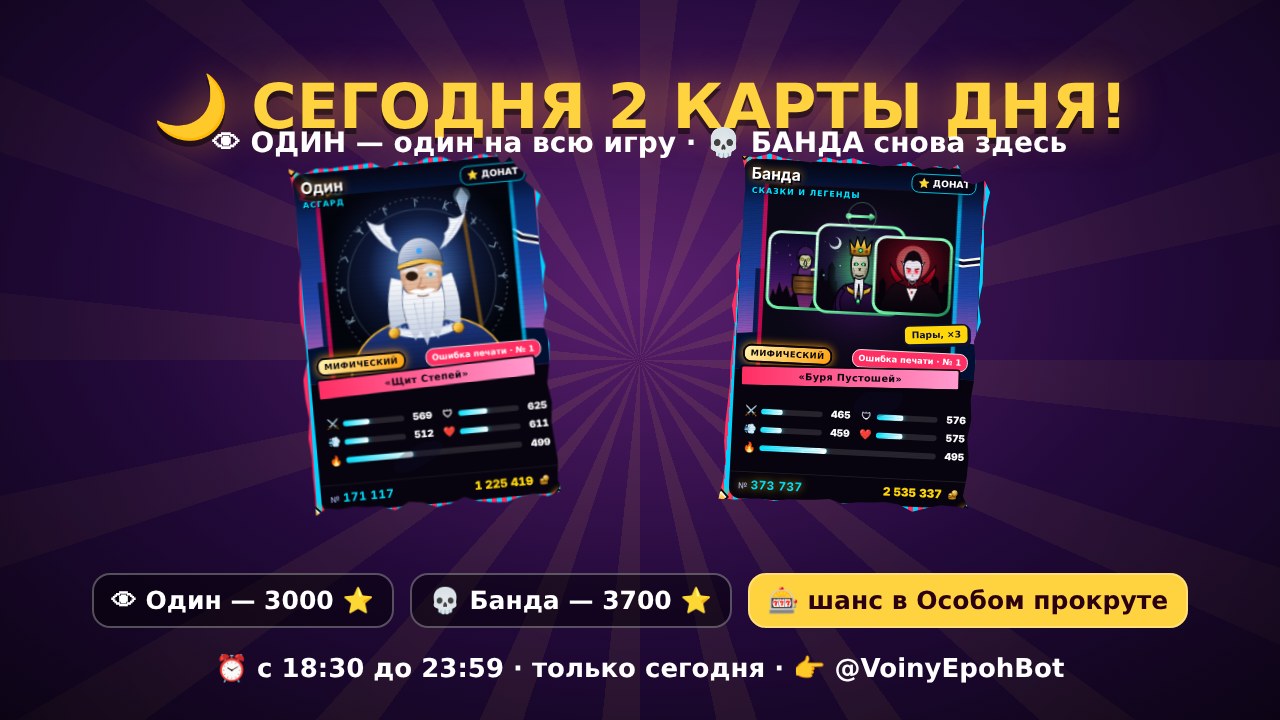 🌙 СЕГОДНЯ 2 КАРТЫ ДНЯ!
👁 ОДИН — один на всю игру · 💀 БАНДА снова здесь
Один
⭐ ДОНАТ
АСГАРД
МИФИЧЕСКИЙ
Ошибка печати · № 1
«Щит Степей»
569
625
512
611
499
№ 171 117
1 225 419
Банда
⭐ ДОНАТ
СКАЗКИ И ЛЕГЕНДЫ
Пары, ×3
МИФИЧЕСКИЙ
Ошибка печати · № 1
«Буря Пустошей»
465
576
459
575
495
№ 373 737
2 535 337
👁 Один — 3000 ⭐
💀 Банда — 3700 ⭐
🎰 шанс в Особом прокруте
⏰ с 18:30 до 23:59 · только сегодня · 👉 @VoinyEpohBot